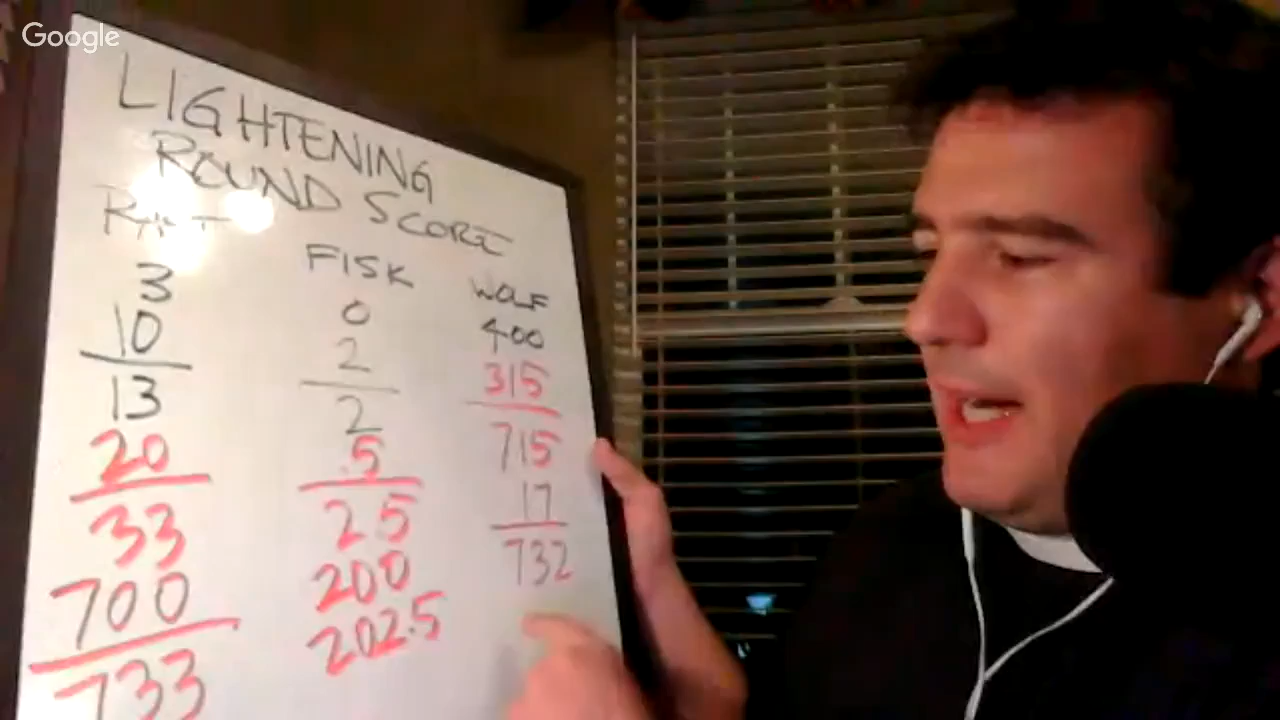 Google
LIGHTENING
ROUND SCORE
FISK WOLF
3 0 400
10 2 315
13 2 715
20 .5 17
33 2.5 732
700 200
733 202.5